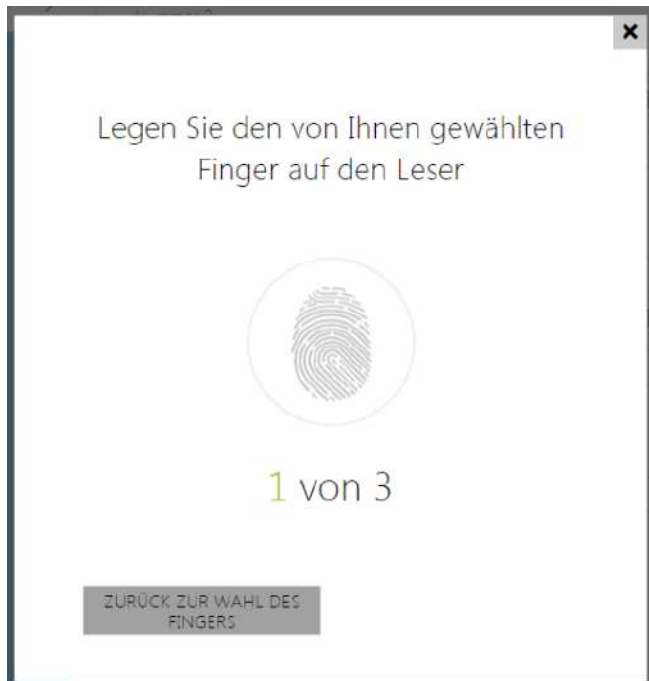 Legen Sie den von Ihnen gewählten
Finger auf den Leser
1 von 3
ZURÜCK ZUR WAHL DES
FINGERS